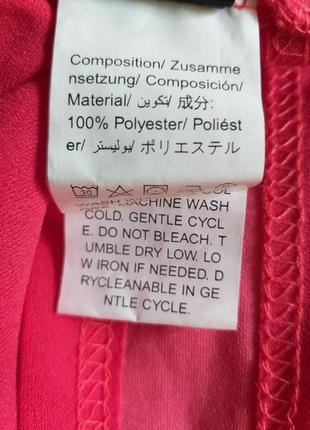 Composition/ Zusamme
nsetzung/ Composición/
Material/ تكوين/ 成分:
100% Polyester/ Poliést
er/ بوليستر/ ポリエステル
30
WASH.MACHINE WASH
COLD. GENTLE CYCL
E. DO NOT BLEACH. T
UMBLE DRY LOW. LO
W IRON IF NEEDED. D
RYCLEANABLE IN GE
NTLE CYCLE.